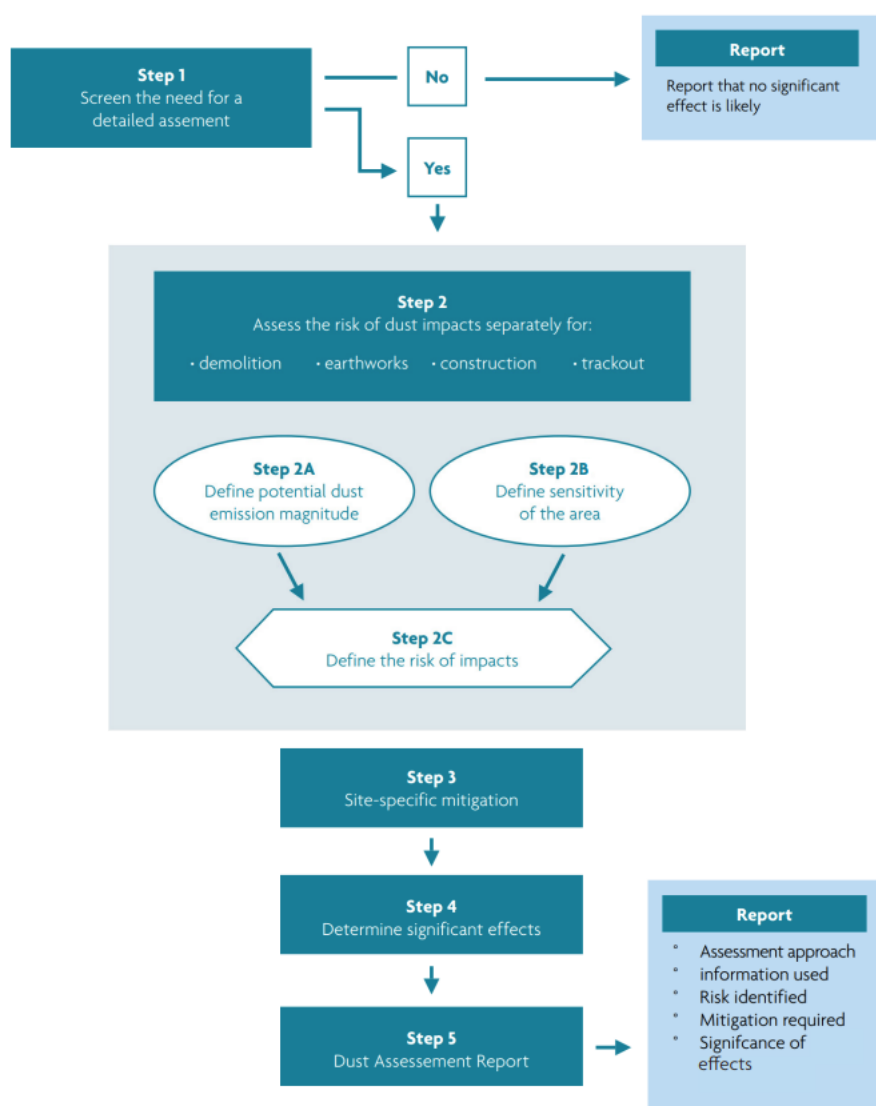 Step 1
Screen the need for a
detailed assement
No
Report
Report that no significant
effect is likely
Yes
Step 2
Assess the risk of dust impacts separately for:
• demolition • earthworks • construction • trackout
Step 2A
Define potential dust
emission magnitude
Step 2B
Define sensitivity
of the area
Step 2C
Define the risk of impacts
Step 3
Site-specific mitigation
Step 4
Determine significant effects
Step 5
Dust Assessement Report
Report
° Assessment approach
° information used
° Risk identified
° Mitigation required
° Signifcance of
effects